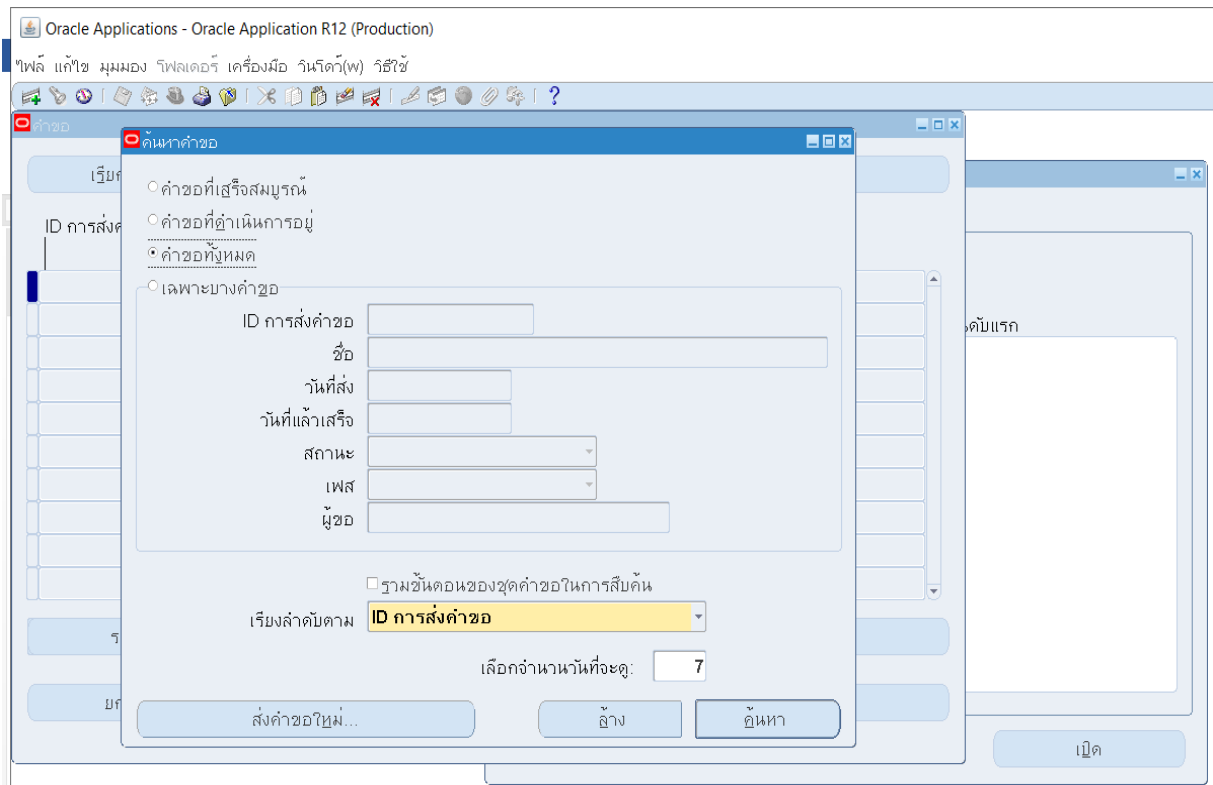 Oracle Applications - Oracle Application R12 (Production)
ไฟล์ แก้ไข มุมมอง โฟลเดอร์ เครื่องมือ วินโดว์(w) วิธีใช้
คำขอ
ค้นหาคำขอ
คำขอที่เสร็จสมบูรณ์
ID การส่งค
คำขอที่ดำเนินการอยู่
คำขอทั้งหมด
เฉพาะบางคำขอ
ID การส่งคำขอ
ชื่อ
ดับแรก
วันที่ส่ง
วันที่แล้วเสร็จ
สถานะ
เฟส
ผู้ขอ
รวมขั้นตอนของชุดคำขอในการสืบค้น
เรียงลำดับตาม ID การส่งคำขอ
เลือกจำนวนวันที่จะดู: 7
ส่งคำขอใหม่... ล้าง ค้นหา
เปิด